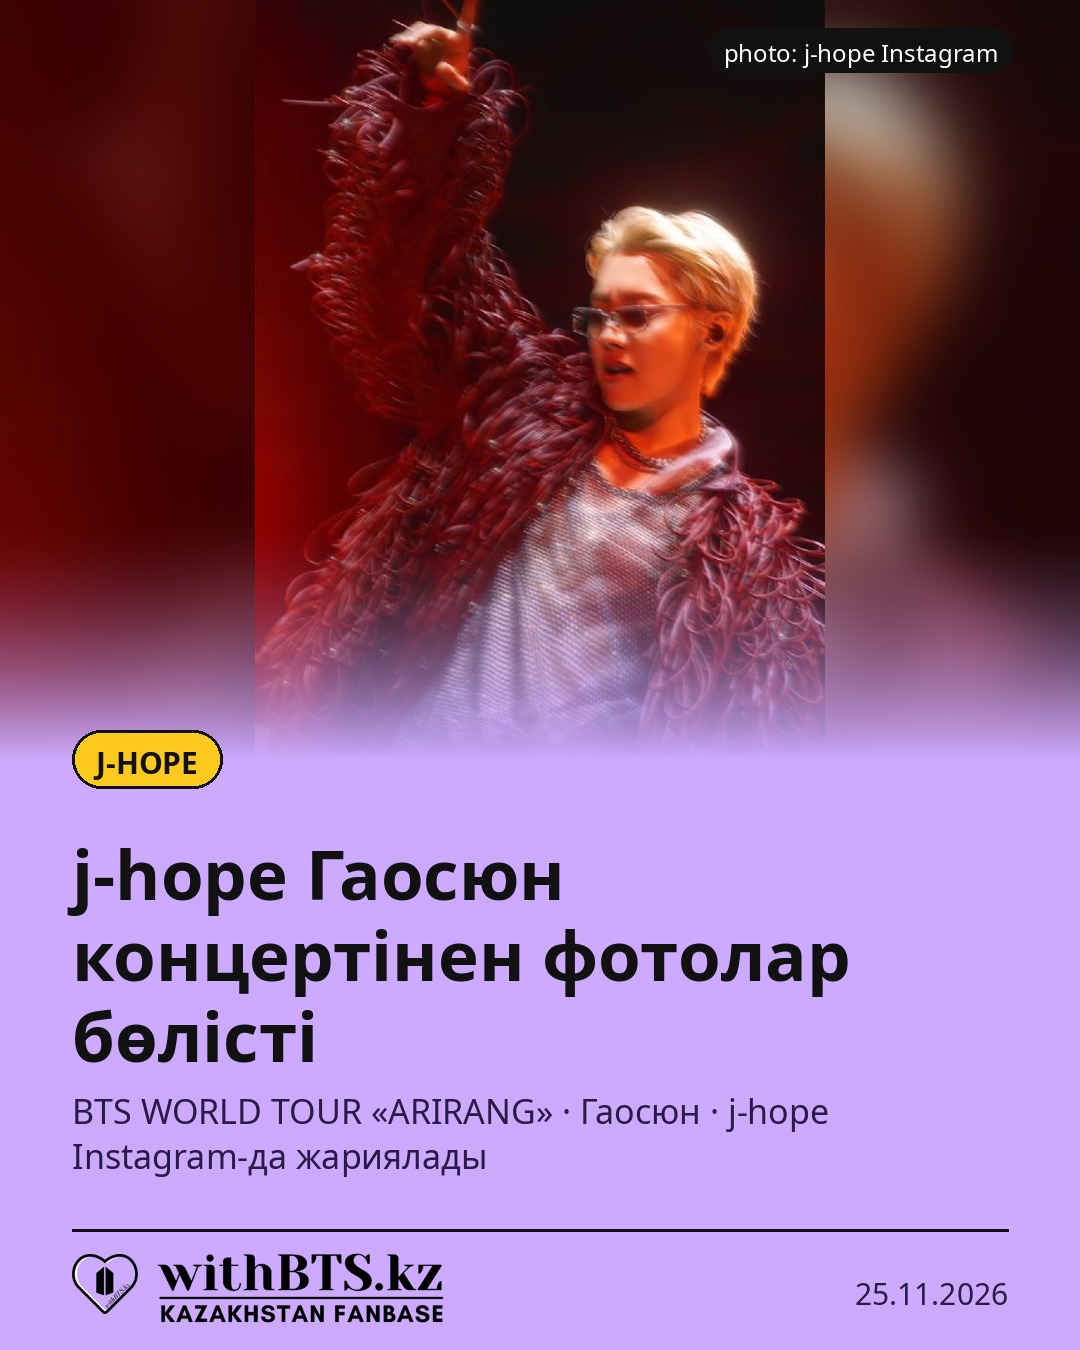 photo: j-hope Instagram
J-HOPE
j-hope Гаосюн
концертінен фотолар
бөлісті
BTS WORLD TOUR «ARIRANG» · Гаосюн · j-hope
Instagram-да жариялады
withBTS.kz
KAZAKHSTAN FANBASE
25.11.2026